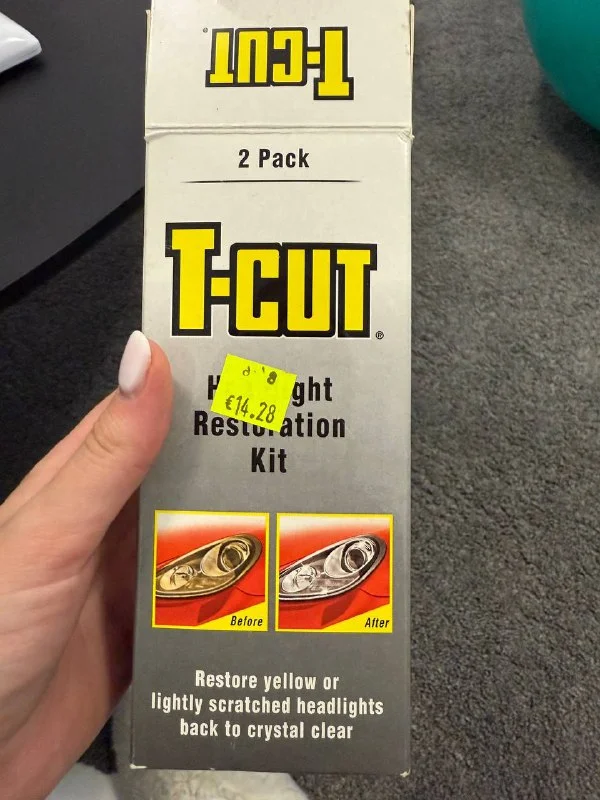 T-CUT
2 Pack
T-CUT®
€14.28
Restoration
Kit
Before
After
Restore yellow or
lightly scratched headlights
back to crystal clear